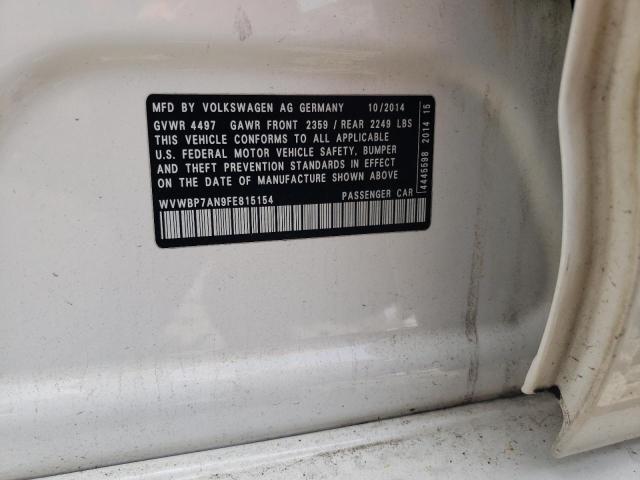 MFD BY VOLKSWAGEN AG GERMANY 10/2014
GVWR 4497 GAWR FRONT 2359 / REAR 2249 LBS
THIS VEHICLE CONFORMS TO ALL APPLICABLE
U.S. FEDERAL MOTOR VEHICLE SAFETY, BUMPER
AND THEFT PREVENTION STANDARDS IN EFFECT
ON THE DATE OF MANUFACTURE SHOWN ABOVE
WVWBP7AN9FE815154 PASSENGER CAR
4445598 2014 15